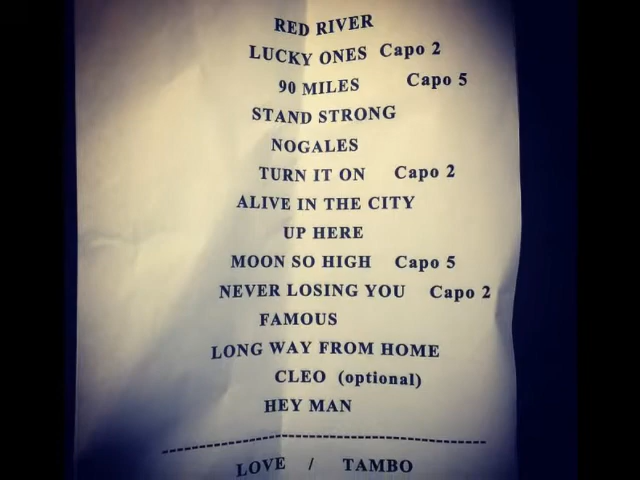 RED RIVER
LUCKY ONES Capo 2
90 MILES Capo 5
STAND STRONG
NOGALES
TURN IT ON Capo 2
ALIVE IN THE CITY
UP HERE
MOON SO HIGH Capo 5
NEVER LOSING YOU Capo 2
FAMOUS
LONG WAY FROM HOME
CLEO (optional)
HEY MAN
LOVE / TAMBO